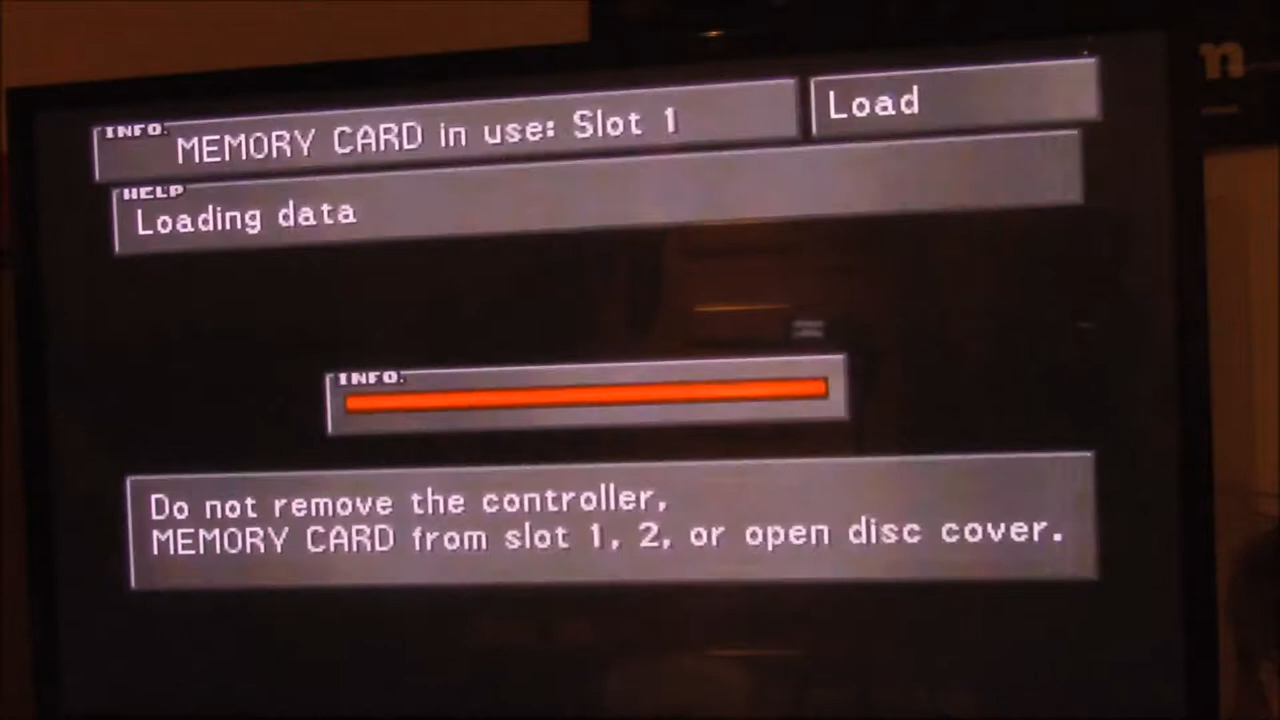 INFO.
MEMORY CARD in use: Slot 1
Load
HELP
Loading data
INFO.
Do not remove the controller,
MEMORY CARD from slot 1, 2, or open disc cover.
n